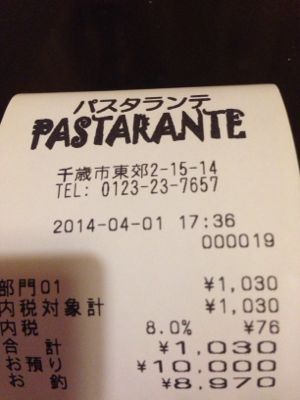 パスタランテ
PASTARANTE
千歳市東郊2-15-14
TEL: 0123-23-7657
2014-04-01 17:36
000019
部門01 ¥1,030
内税対象計 ¥1,030
内税 8.0% ¥76
合 計 ¥1,030
お預り ¥10,000
お 釣 ¥8,970